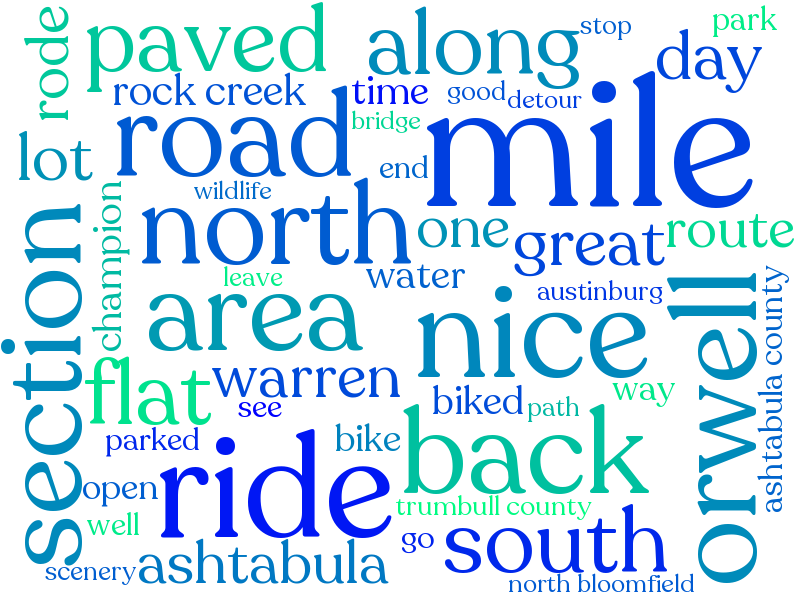 rode
paved
along
stop
park
day
rock creek
time
good
detour
lot
road
bridge
mile
end
wildlife
champion
north
one
great
route
section
leave
water
austinburg
area
nice
orwell
ashtabula county
flat
warren
see
biked
path
way
parked
ride
bike
back
open
well
trumbull county
go
south
scenery
ashtabula
north bloomfield